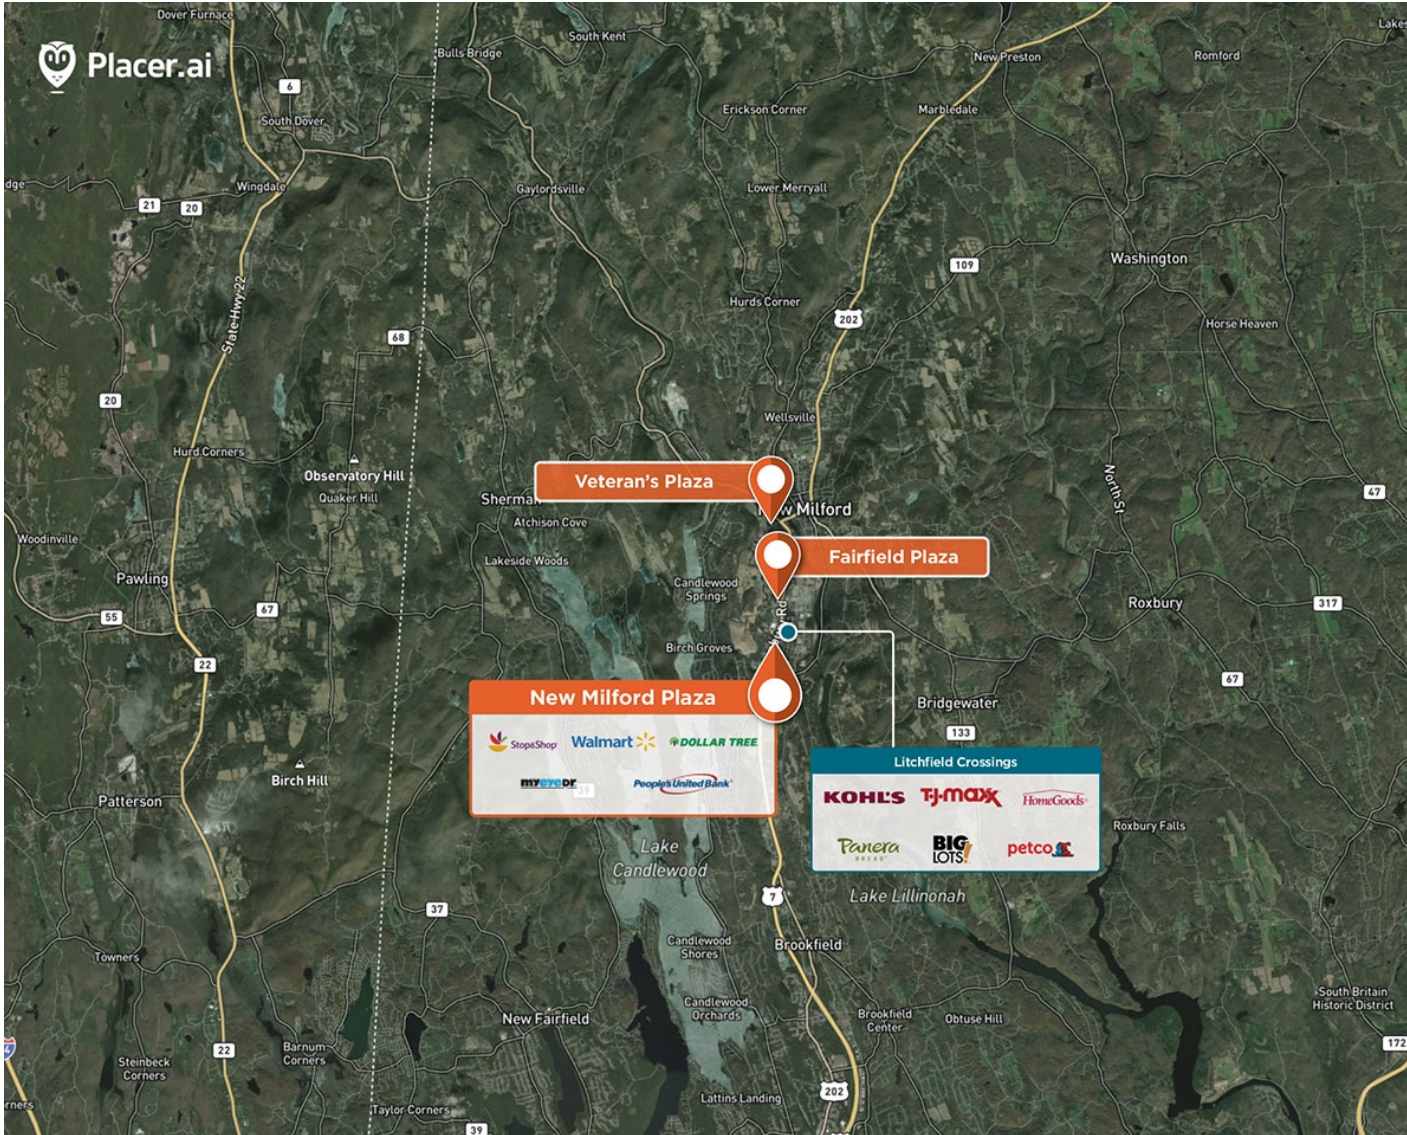 Dover Furnace
South Kent
Lakes
Bulls Bridge
New Preston
Romford
Placer.ai
6
South Dover
Erickson Corner
Marbledale
dge
Wingdale
Gaylordsville
Lower Merryall
21
20
Washington
109
State Hwy 22
Hurds Corner
202
Horse Heaven
68
20
Wellsville
Hurd Corners
Observatory Hill
Quaker Hill
Veteran's Plaza
North St
47
Sherman
New Milford
Atchison Cove
Woodinville
Lakeside Woods
Fairfield Plaza
Pawling
Candlewood
Springs
Roxbury
317
55
67
Birch Groves
22
67
New Milford Plaza
Bridgewater
133
Stop&Shop
Walmart
DOLLAR TREE
myeyedr
People's United Bank
39
Litchfield Crossings
KOHL'S
T·J·maxx
HomeGoods
Panera
BREAD
BIG
LOTS!
petco
Birch Hill
Patterson
Roxbury Falls
Lake
Candlewood
7
Lake Lillinonah
37
Candlewood
Shores
Brookfield
Towners
Candlewood
Orchards
New Fairfield
Brookfield
Center
Obtuse Hill
South Britain
Historic District
Barnum
Corners
22
172
Steinbeck
Corners
202
Lattins Landing
rners
Taylor Corners
39